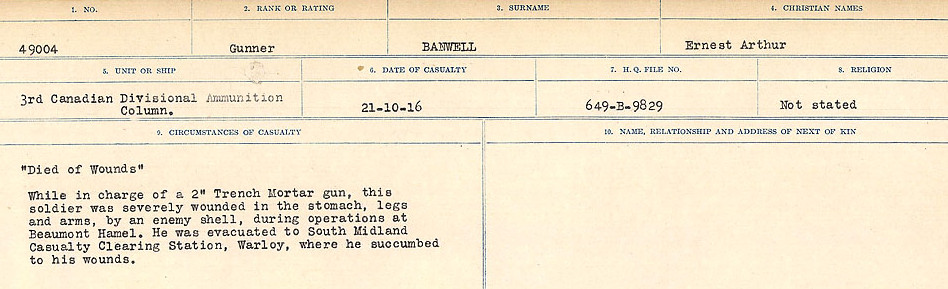 1. NO. 2. RANK OR RATING 3. SURNAME 4. CHRISTIAN NAMES
49004 Gunner BANWELL Ernest Arthur
5. UNIT OR SHIP 6. DATE OF CASUALTY 7. H. Q. FILE NO. 8. RELIGION
3rd Canadian Divisional Ammunition
Column. 21-10-16 649-B-9829 Not stated
9. CIRCUMSTANCES OF CASUALTY 10. NAME, RELATIONSHIP AND ADDRESS OF NEXT OF KIN
"Died of Wounds"
While in charge of a 2" Trench Mortar gun, this
soldier was severely wounded in the stomach, legs
and arms, by an enemy shell, during operations at
Beaumont Hamel. He was evacuated to South Midland
Casualty Clearing Station, Warloy, where he succumbed
to his wounds.